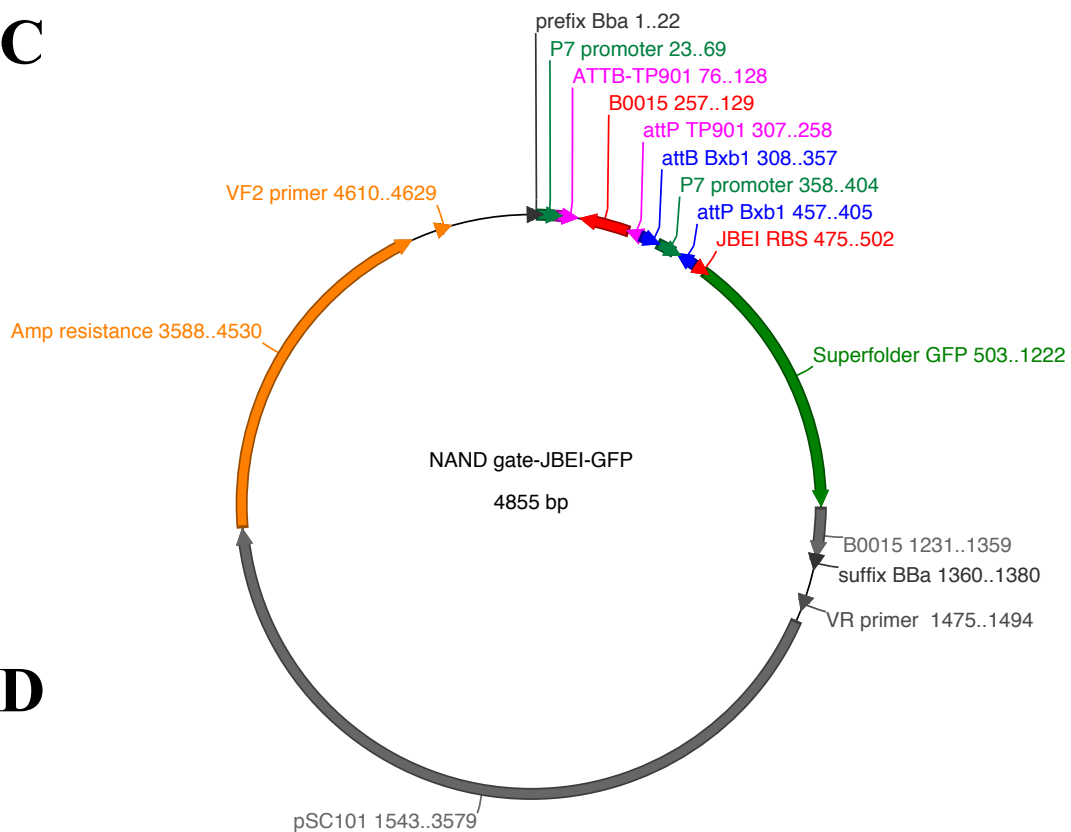 C
prefix Bba 1..22
P7 promoter 23..69
ATTB-TP901 76..128
B0015 257..129
attP TP901 307..258
attB Bxb1 308..357
P7 promoter 358..404
attP Bxb1 457..405
JBEI RBS 475..502
VF2 primer 4610..4629
Amp resistance 3588..4530
Superfolder GFP 503..1222
NAND gate-JBEI-GFP
4855 bp
B0015 1231..1359
suffix BBa 1360..1380
VR primer 1475..1494
D
pSC101 1543..3579